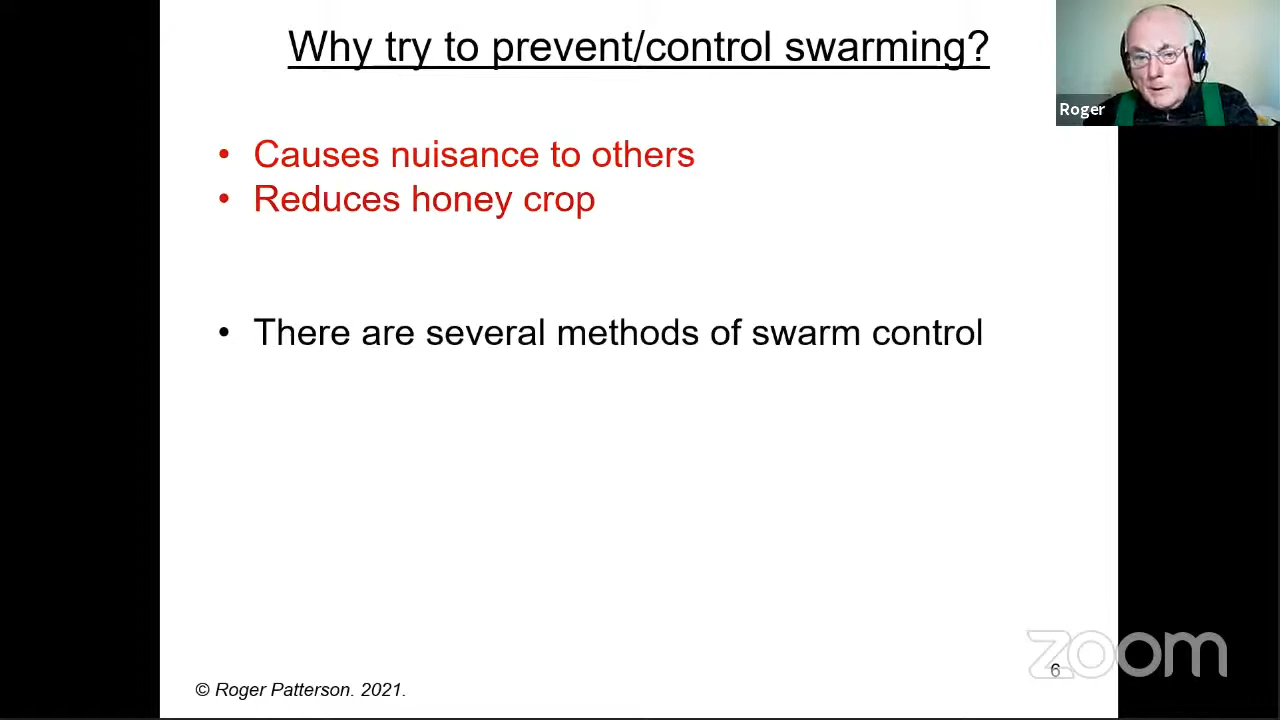 Why try to prevent/control swarming?
Roger
• Causes nuisance to others
• Reduces honey crop
• There are several methods of swarm control
zoom
6
© Roger Patterson. 2021.